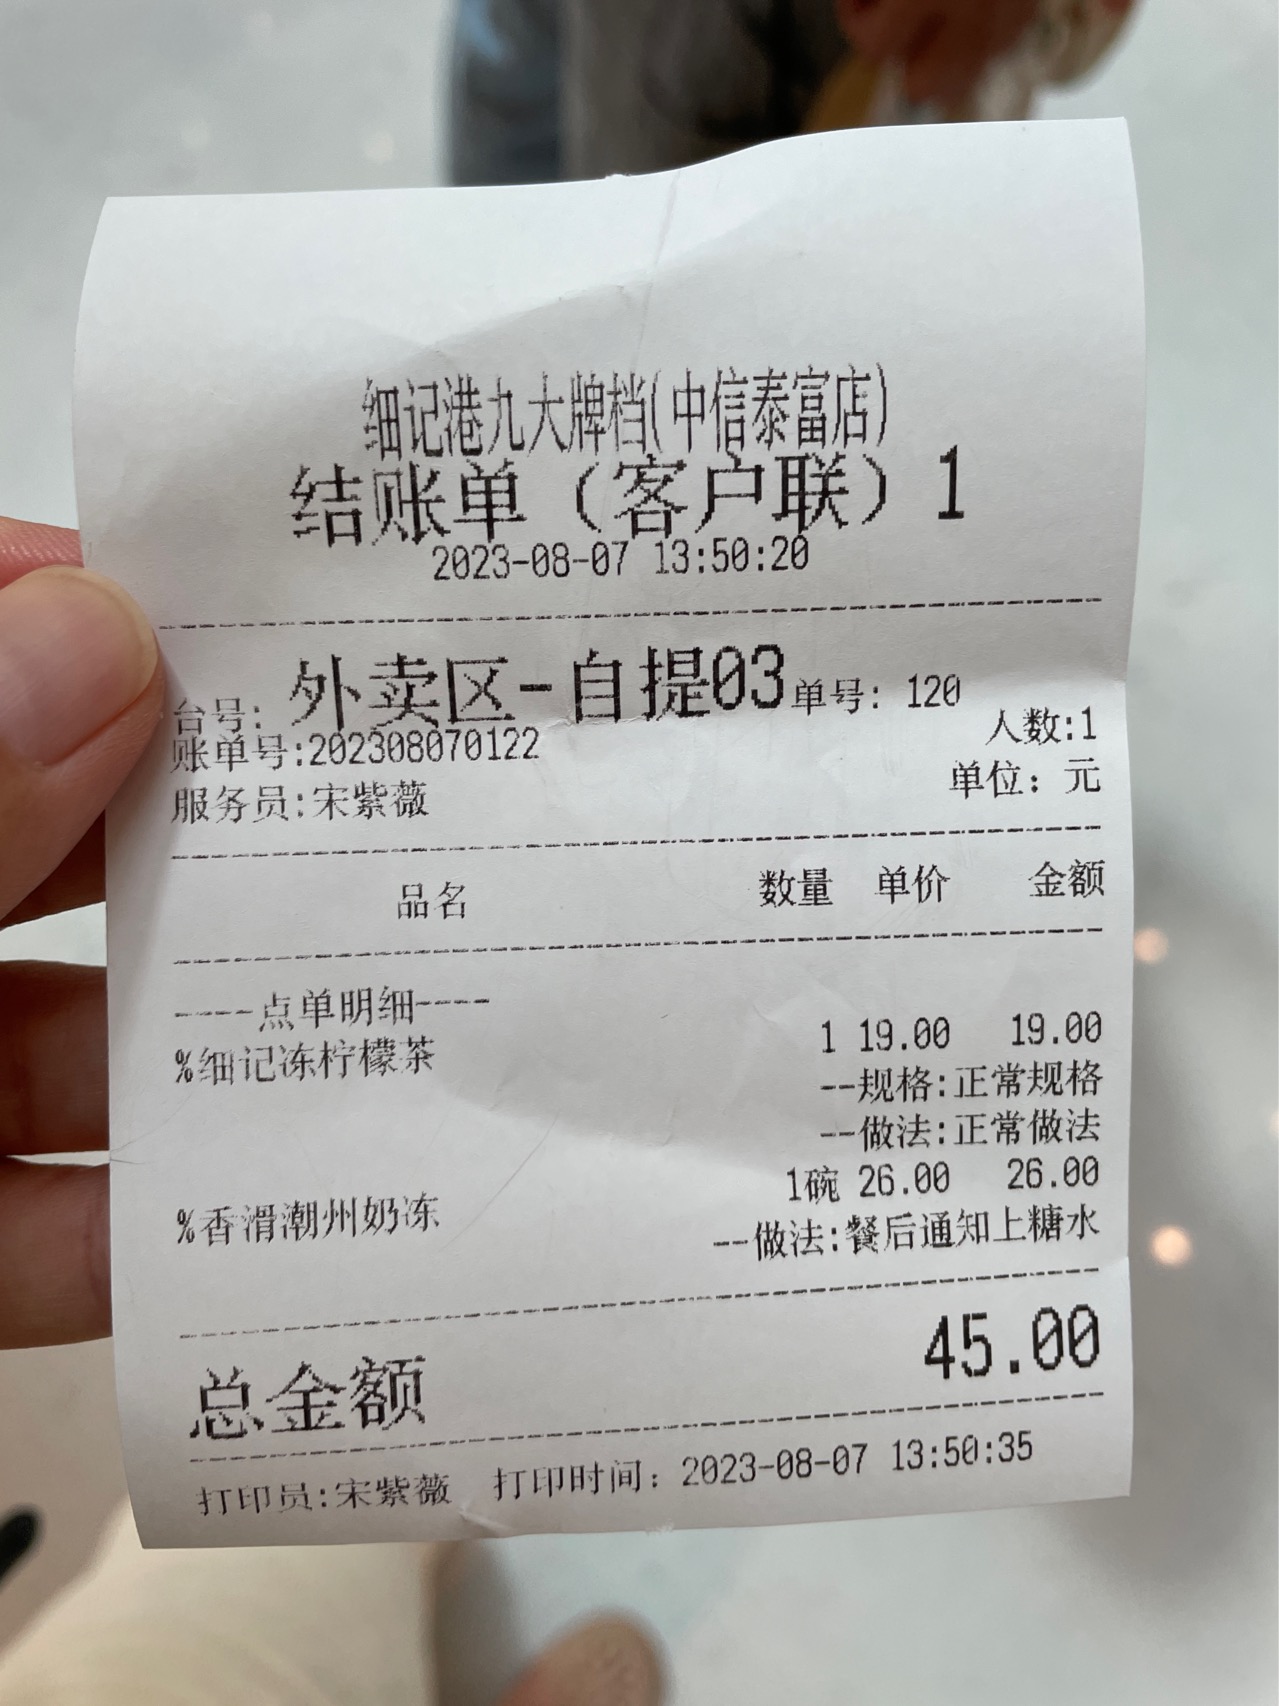 细记港九大牌档(中信泰富店)
结账单（客户联）1
2023-08-07 13:50:20
台号: 外卖区-自提03 单号: 120
人数:1
账单号:202308070122
单位: 元
服务员:宋紫薇
品名 数量 单价 金额
----点单明细----
%细记冻柠檬茶 1 19.00 19.00
--规格:正常规格
--做法:正常做法
%香滑潮州奶冻 1碗 26.00 26.00
--做法:餐后通知上糖水
总金额 45.00
打印员:宋紫薇 打印时间: 2023-08-07 13:50:35